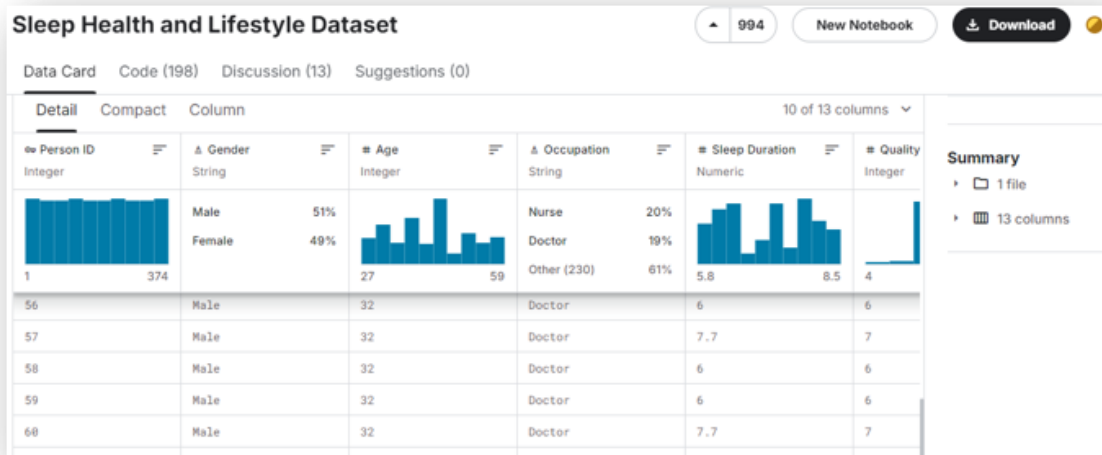 Sleep Health and Lifestyle Dataset
994
New Notebook
Download
Data Card Code (198) Discussion (13) Suggestions (0)
Detail Compact Column
10 of 13 columns
Person ID Gender # Age Occupation # Sleep Duration # Quality
Integer String Integer String Numeric Integer
Male 51%
Female 49%
Nurse 20%
Doctor 19%
Other (230) 61%
1 374 27 59 5.8 8.5 4
56 Male 32 Doctor 6 6
57 Male 32 Doctor 7.7 7
58 Male 32 Doctor 6 6
59 Male 32 Doctor 6 6
60 Male 32 Doctor 7.7 7
Summary
1 file
13 columns